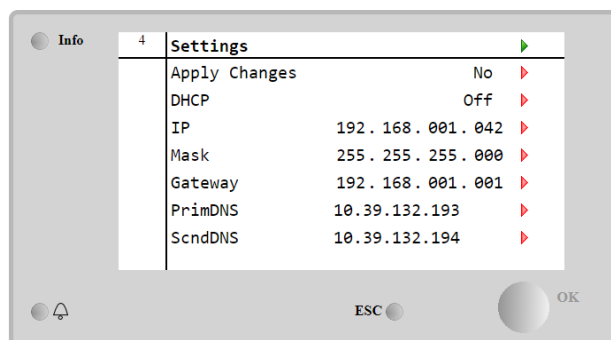 Info
4 Settings
Apply Changes No
DHCP Off
IP 192.168.001.042
Mask 255.255.255.000
Gateway 192.168.001.001
PrimDNS 10.39.132.193
ScndDNS 10.39.132.194
ESC
OK